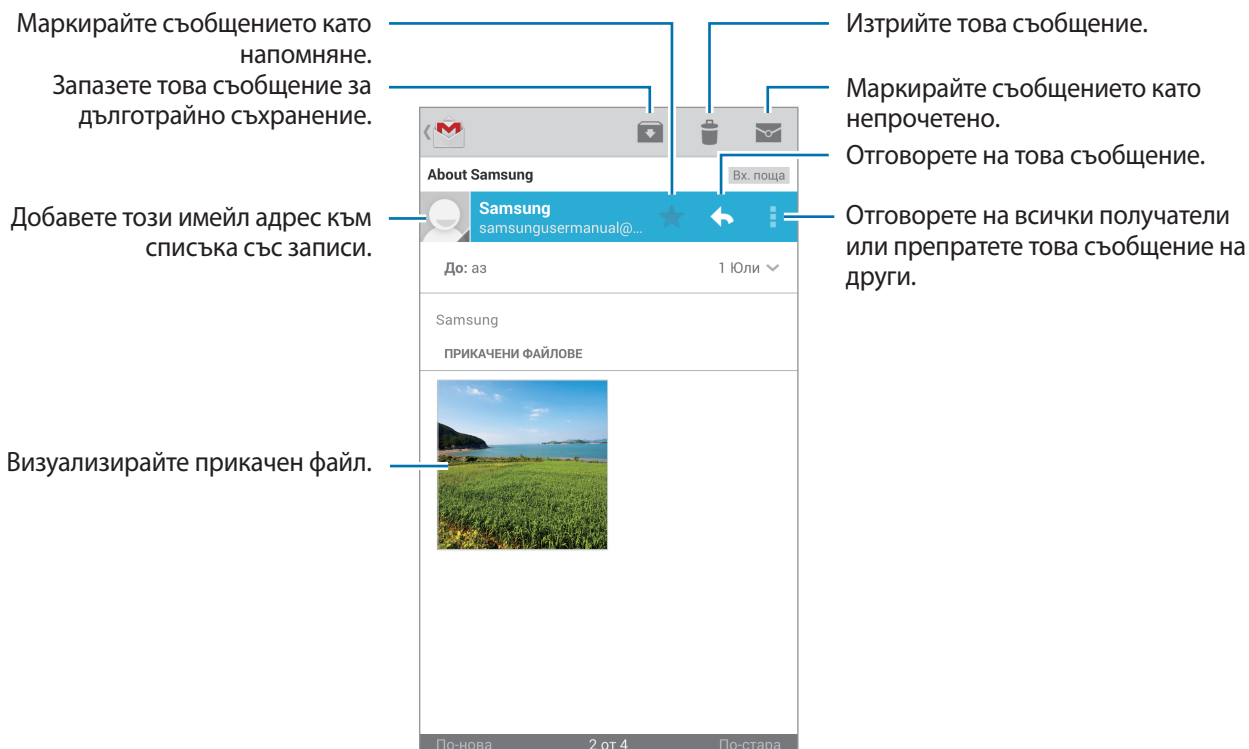 Маркирайте съобщението като
напомняне.
Запазете това съобщение за
дълготрайно съхранение.
Добавете този имейл адрес към
списъка със записи.
Визуализирайте прикачен файл.
About Samsung
Вх. поща
Samsung
samsungusermanual@...
До: аз
1 Юли
Samsung
ПРИКАЧЕНИ ФАЙЛОВЕ
По-нова
2 от 4
По-стара
Изтрийте това съобщение.
Маркирайте съобщението като
непрочетено.
Отговорете на това съобщение.
Отговорете на всички получатели
или препратете това съобщение на
други.